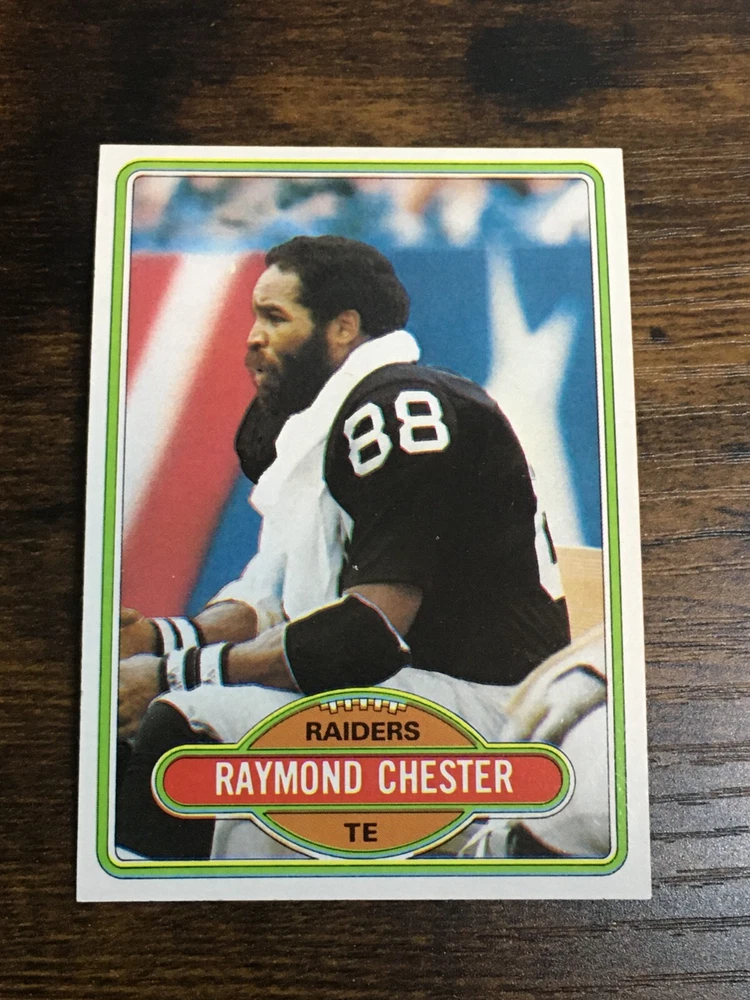 88
RAIDERS
RAYMOND CHESTER
TE